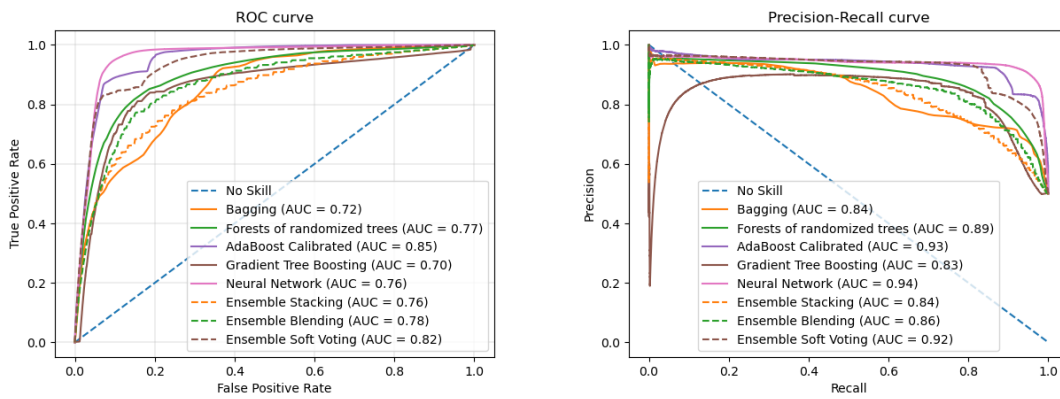 ROC curve
True Positive Rate
1.0
0.8
0.6
0.4
0.2
0.0
No Skill
Bagging (AUC = 0.72)
Forests of randomized trees (AUC = 0.77)
AdaBoost Calibrated (AUC = 0.85)
Gradient Tree Boosting (AUC = 0.70)
Neural Network (AUC = 0.76)
Ensemble Stacking (AUC = 0.76)
Ensemble Blending (AUC = 0.78)
Ensemble Soft Voting (AUC = 0.82)
0.0 0.2 0.4 0.6 0.8 1.0
False Positive Rate
Precision-Recall curve
Precision
1.0
0.8
0.6
0.4
0.2
0.0
No Skill
Bagging (AUC = 0.84)
Forests of randomized trees (AUC = 0.89)
AdaBoost Calibrated (AUC = 0.93)
Gradient Tree Boosting (AUC = 0.83)
Neural Network (AUC = 0.94)
Ensemble Stacking (AUC = 0.84)
Ensemble Blending (AUC = 0.86)
Ensemble Soft Voting (AUC = 0.92)
0.0 0.2 0.4 0.6 0.8 1.0
Recall